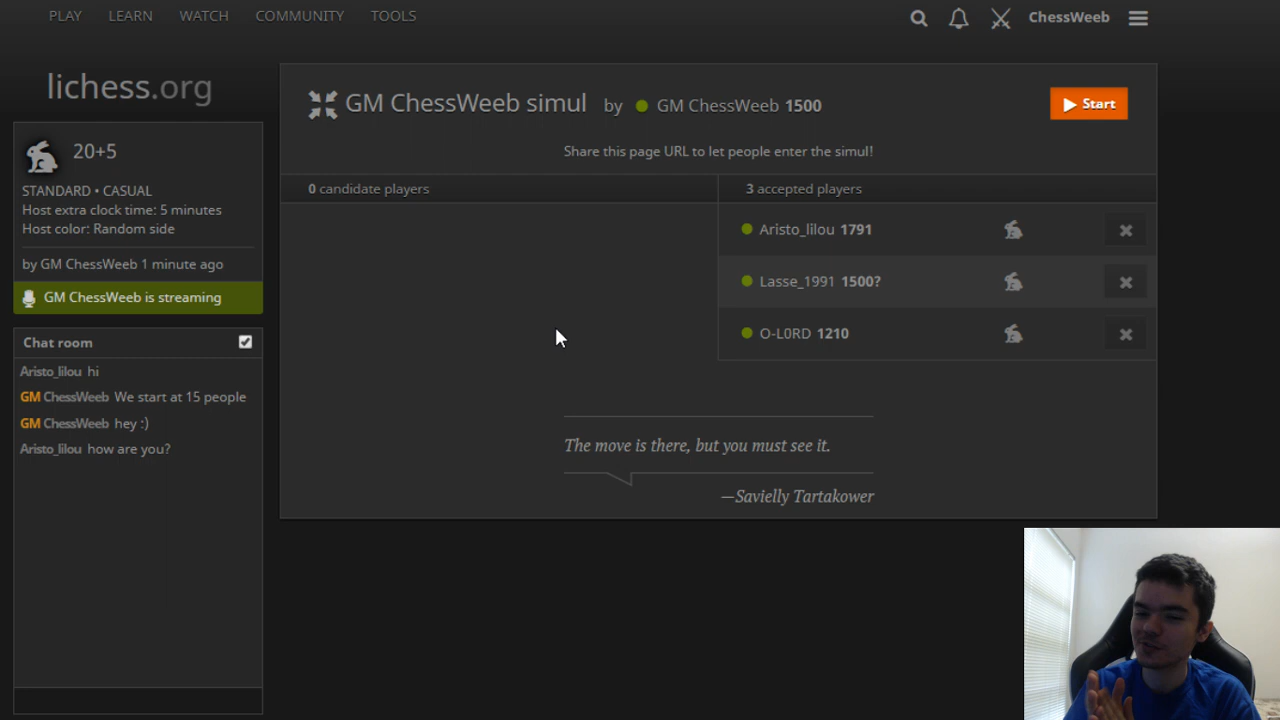 PLAY LEARN WATCH COMMUNITY TOOLS ChessWeeb
lichess.org
20+5
STANDARD • CASUAL
Host extra clock time: 5 minutes
Host color: Random side
by GM ChessWeeb 1 minute ago
GM ChessWeeb is streaming
Chat room
Aristo_lilou hi
GM ChessWeeb We start at 15 people
GM ChessWeeb hey :)
Aristo_lilou how are you?
GM ChessWeeb simul by GM ChessWeeb 1500
Start
Share this page URL to let people enter the simul!
0 candidate players
3 accepted players
Aristo_lilou 1791
Lasse_1991 1500?
O-L0RD 1210
The move is there, but you must see it.
—Savielly Tartakower